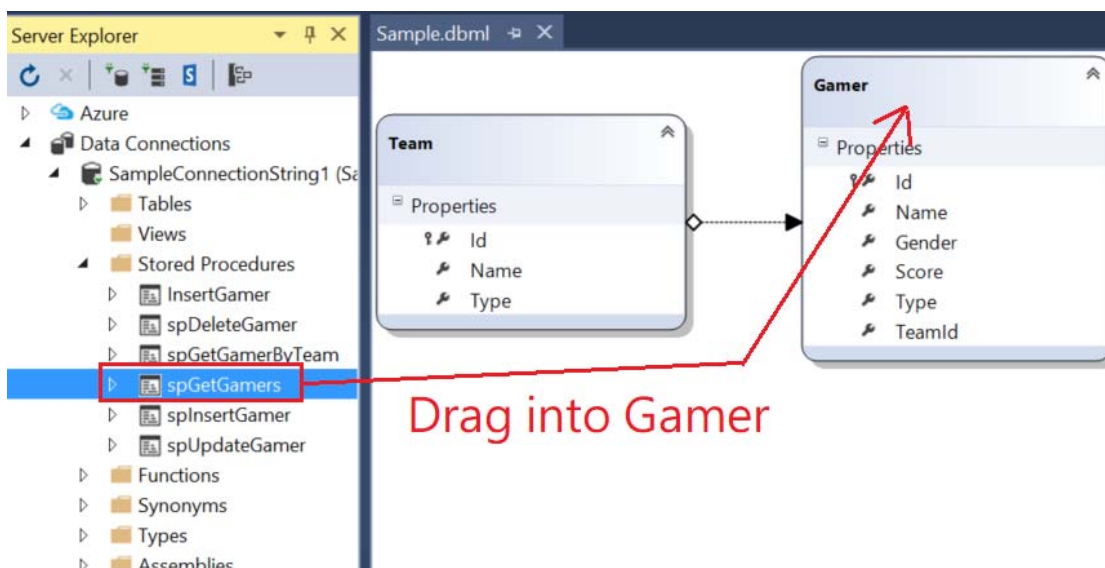 Server Explorer
Sample.dbml
Azure
Data Connections
SampleConnectionString1 (Sa
Tables
Views
Stored Procedures
InsertGamer
spDeleteGamer
spGetGamerByTeam
spGetGamers
spInsertGamer
spUpdateGamer
Functions
Synonyms
Types
Assemblies
Team
Properties
Id
Name
Type
Gamer
Properties
Id
Name
Gender
Score
Type
TeamId
Drag into Gamer